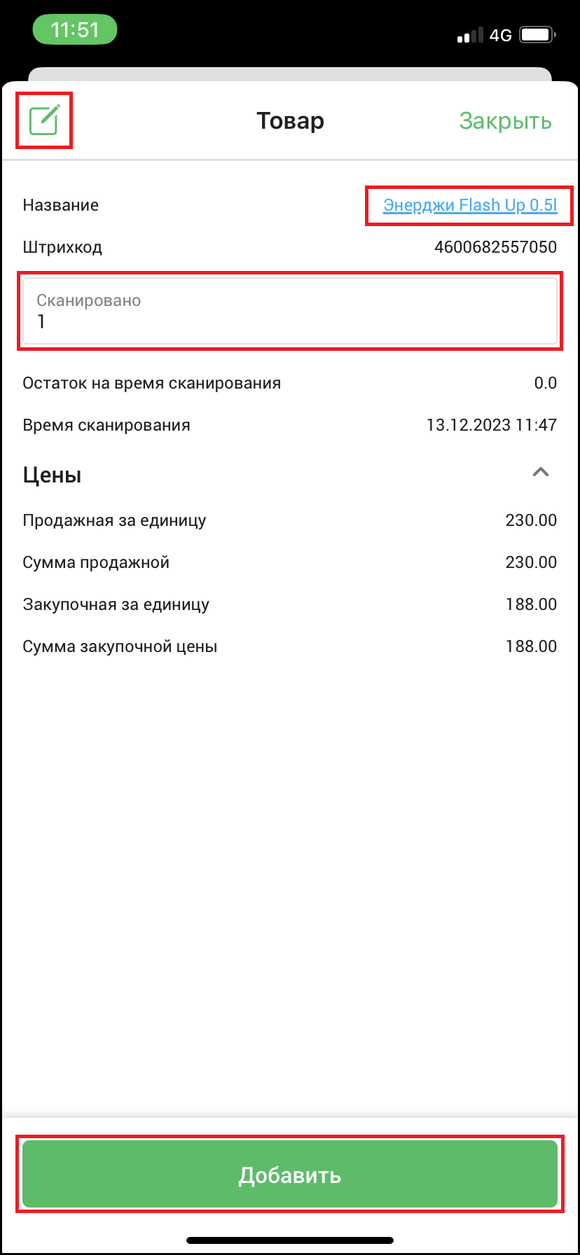 11:51 4G
Товар Закрыть
Название Энерджи Flash Up 0.5l
Штрихкод 4600682557050
Сканировано
1
Остаток на время сканирования 0.0
Время сканирования 13.12.2023 11:47
Цены
Продажная за единицу 230.00
Сумма продажной 230.00
Закупочная за единицу 188.00
Сумма закупочной цены 188.00
Добавить